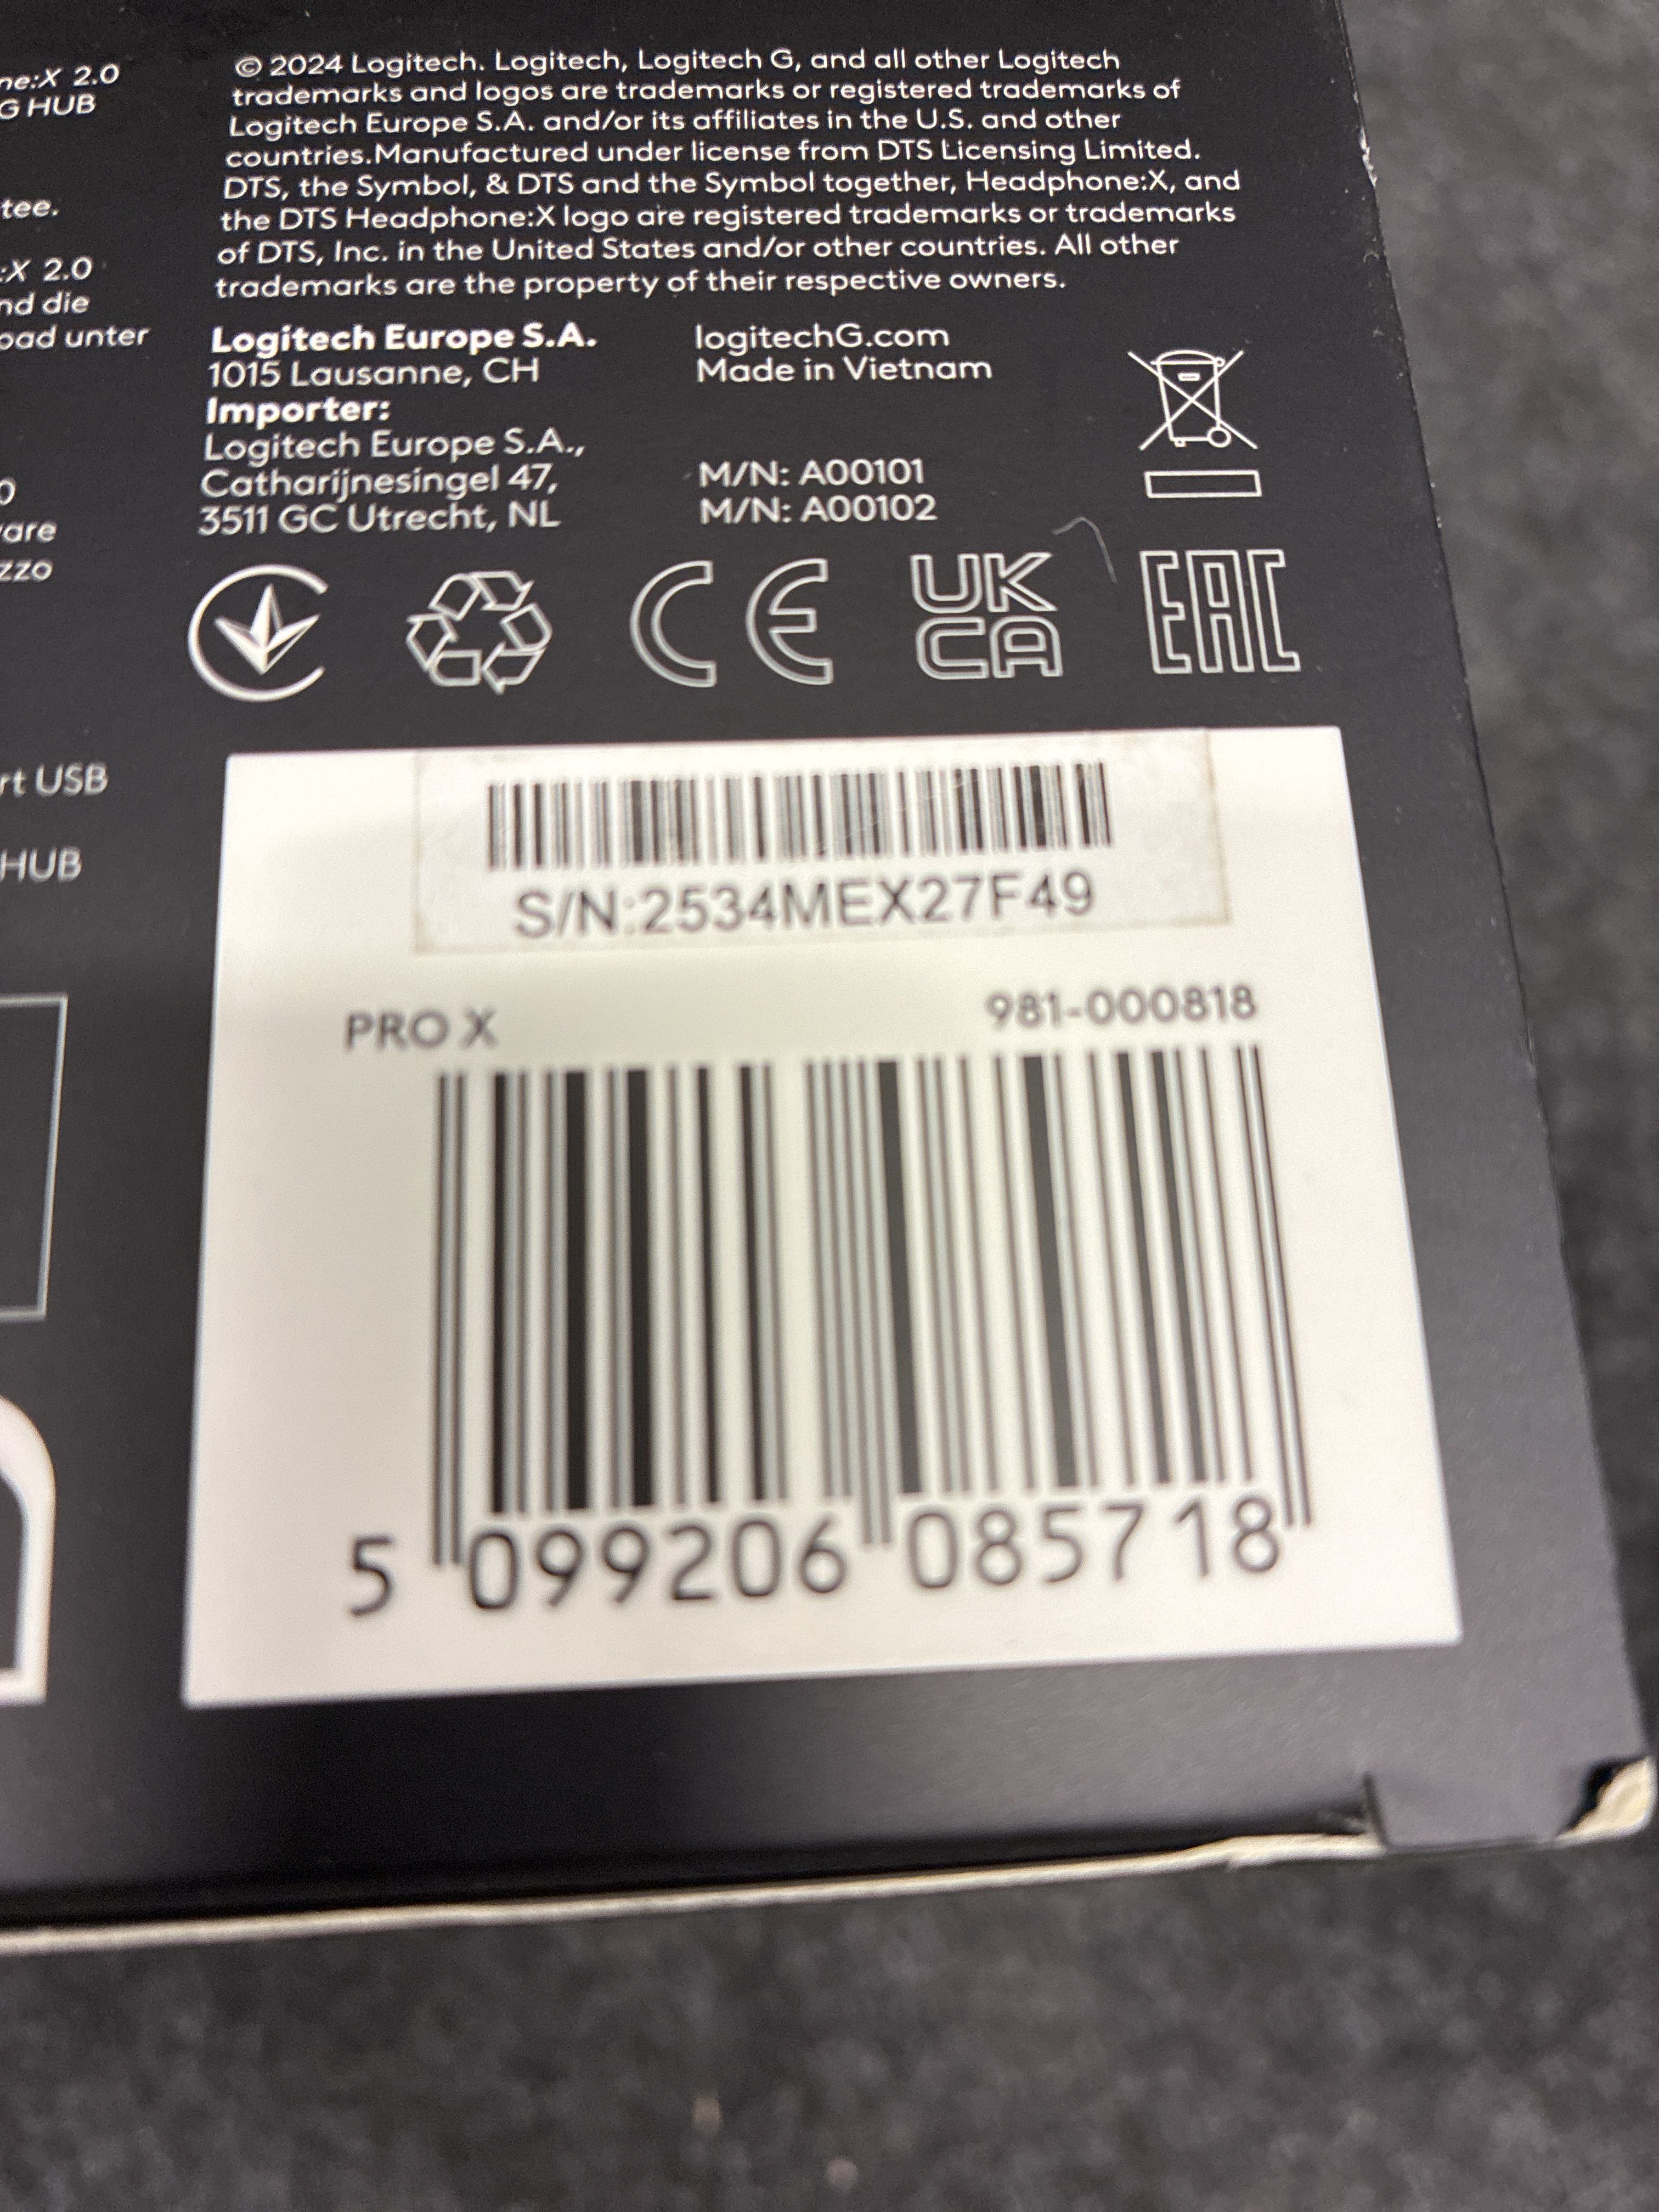 ne:X 2.0
G HUB
tee.
:X 2.0
nd die
oad unter
0
are
zzo
rt USB
HUB
© 2024 Logitech. Logitech, Logitech G, and all other Logitech
trademarks and logos are trademarks or registered trademarks of
Logitech Europe S.A. and/or its affiliates in the U.S. and other
countries.Manufactured under license from DTS Licensing Limited.
DTS, the Symbol, & DTS and the Symbol together, Headphone:X, and
the DTS Headphone:X logo are registered trademarks or trademarks
of DTS, Inc. in the United States and/or other countries. All other
trademarks are the property of their respective owners.
Logitech Europe S.A.
1015 Lausanne, CH
Importer:
Logitech Europe S.A.,
Catharijnesingel 47,
3511 GC Utrecht, NL
logitechG.com
Made in Vietnam
M/N: A00101
M/N: A00102
CE
UK
CA
EAC
S/N:2534MEX27F49
PRO X 981-000818
5 099206 085718